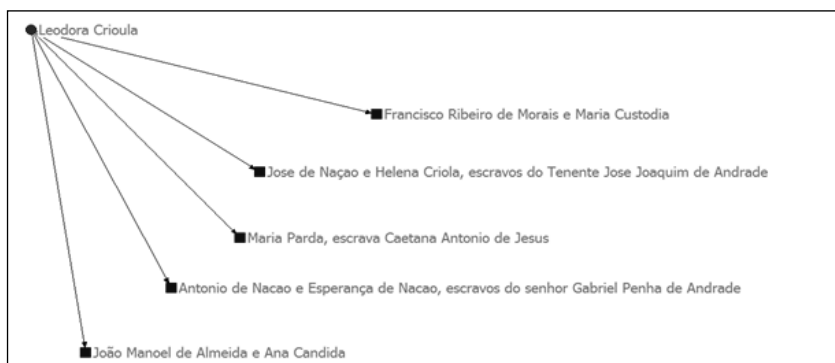 Leodora Crioula
Francisco Ribeiro de Morais e Maria Custodia
Jose de Naçao e Helena Criola, escravos do Tenente Jose Joaquim de Andrade
Maria Parda, escrava Caetana Antonio de Jesus
Antonio de Nacao e Esperança de Nacao, escravos do senhor Gabriel Penha de Andrade
João Manoel de Almeida e Ana Candida